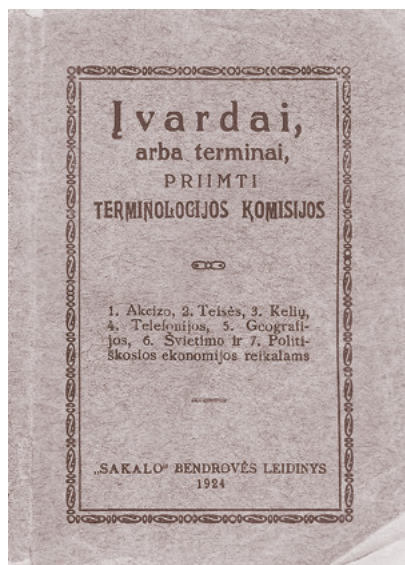 Įvardai,
arba terminai,
PRIIMTI
TERMINOLOGIJOS KOMISIJOS
1. Akcizo, 2. Teisės, 3. Kelių,
4. Telefonijos, 5. Geografi-
jos, 6. Švietimo ir 7. Politi-
škosios ekonomijos reikalams
„SAKALO“ BENDROVĖS LEIDINYS
1924